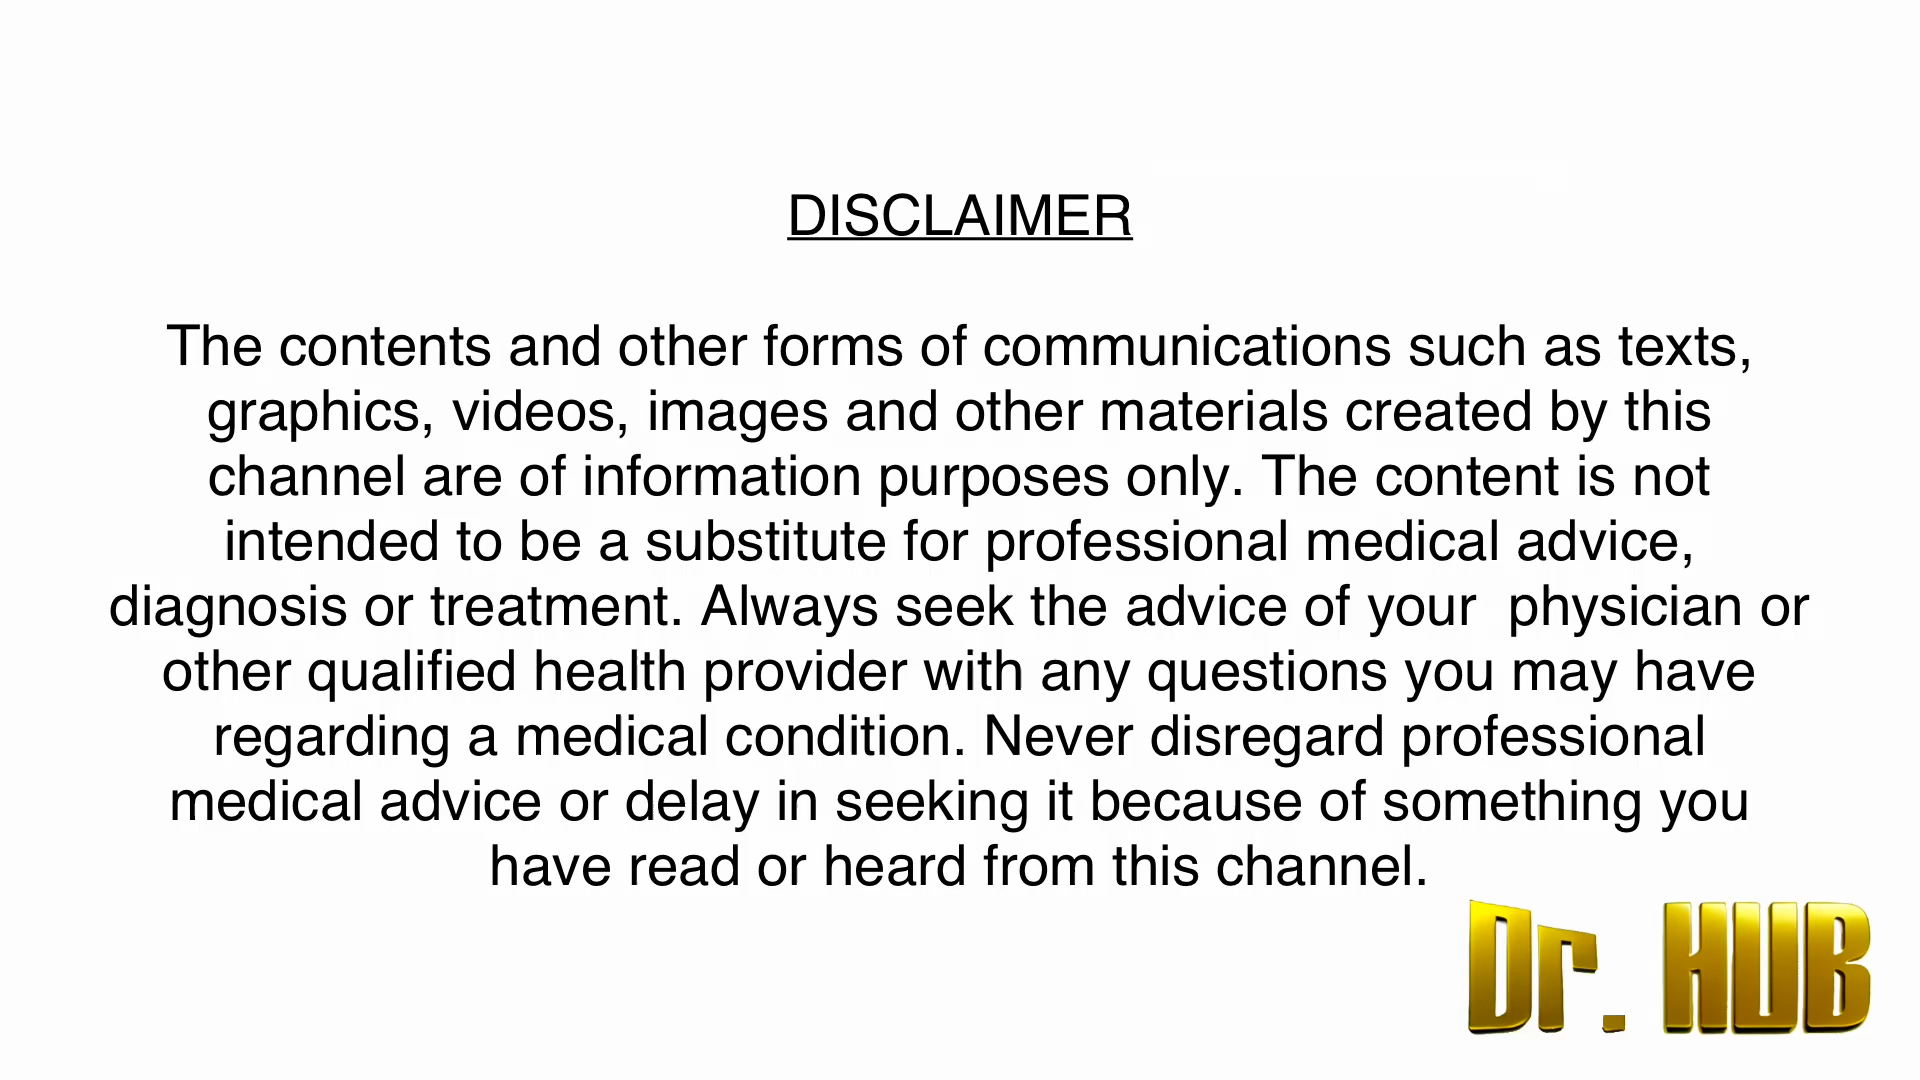 DISCLAIMER
The contents and other forms of communications such as texts,
graphics, videos, images and other materials created by this
channel are of information purposes only. The content is not
intended to be a substitute for professional medical advice,
diagnosis or treatment. Always seek the advice of your  physician or
other qualified health provider with any questions you may have
regarding a medical condition. Never disregard professional
medical advice or delay in seeking it because of something you
have read or heard from this channel.
Dr. HUB